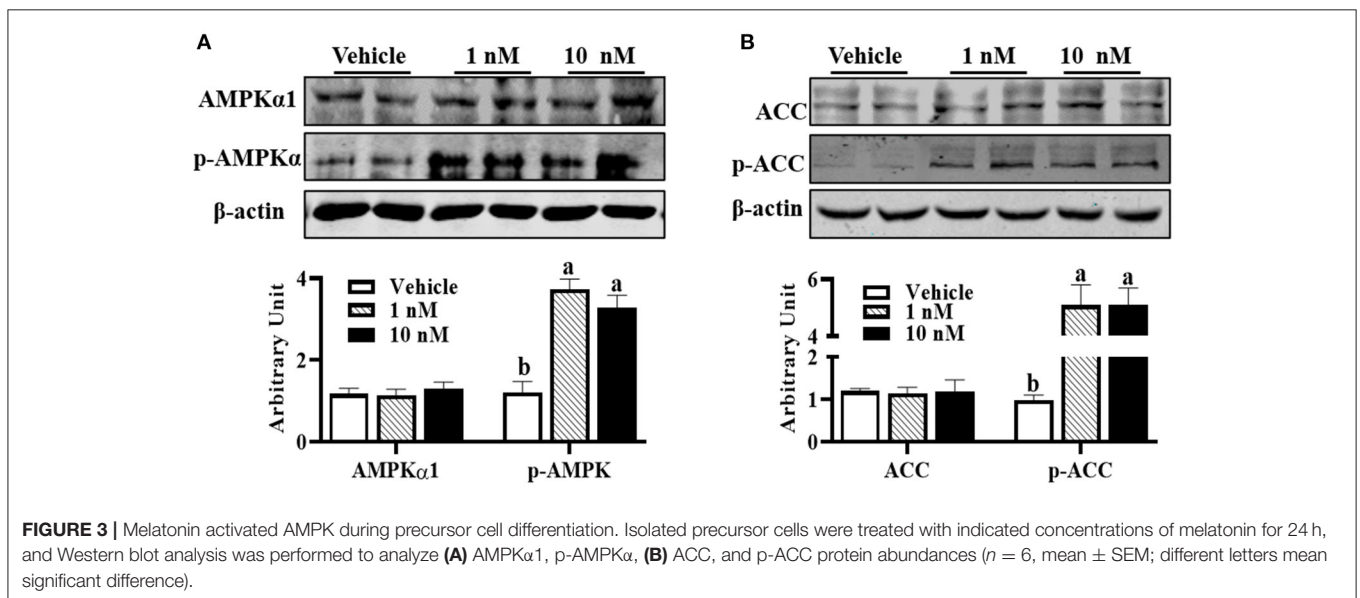 A
Vehicle 1 nM 10 nM
AMPKα1
p-AMPKα
β-actin
4
2
0
Arbitrary Unit
Vehicle
1 nM
10 nM
b a a
AMPKα1 p-AMPK
B
Vehicle 1 nM 10 nM
ACC
p-ACC
β-actin
6
4
2
1
0
Arbitrary Unit
Vehicle
1 nM
10 nM
b a a
ACC p-ACC
FIGURE 3 | Melatonin activated AMPK during precursor cell differentiation. Isolated precursor cells were treated with indicated concentrations of melatonin for 24 h,
and Western blot analysis was performed to analyze (A) AMPKα1, p-AMPKα, (B) ACC, and p-ACC protein abundances (n = 6, mean ± SEM; different letters mean
significant difference).